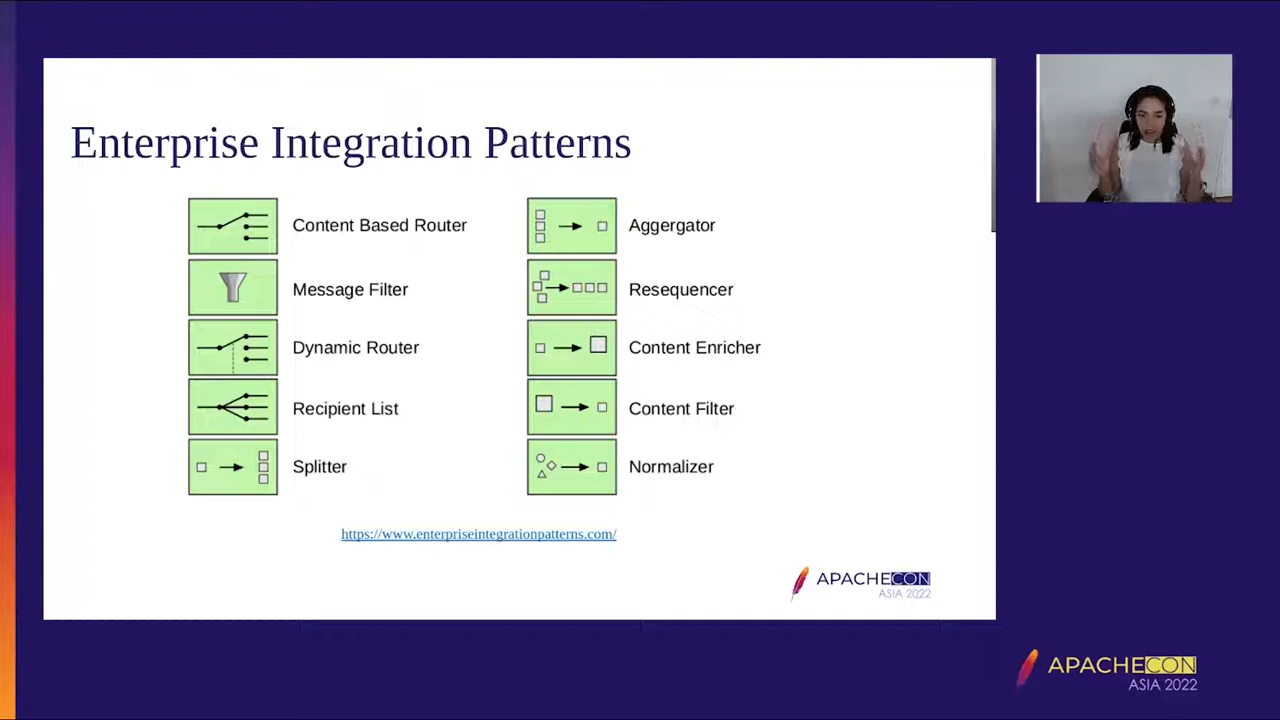 Enterprise Integration Patterns
Content Based Router
Message Filter
Dynamic Router
Recipient List
Splitter
Aggergator
Resequencer
Content Enricher
Content Filter
Normalizer
https://www.enterpriseintegrationpatterns.com/
APACHECON
ASIA 2022
APACHECON
ASIA 2022